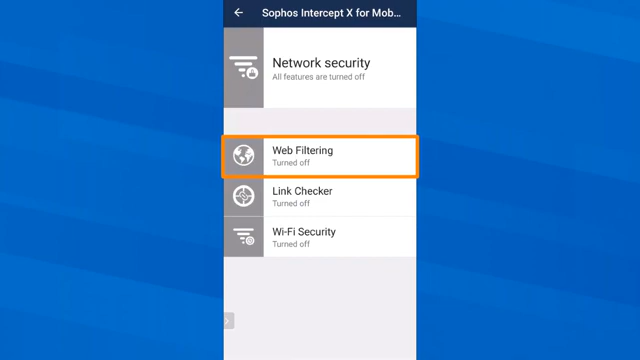 Sophos Intercept X for Mob...
Network security
All features are turned off
Web Filtering
Turned off
Link Checker
Turned off
Wi-Fi Security
Turned off